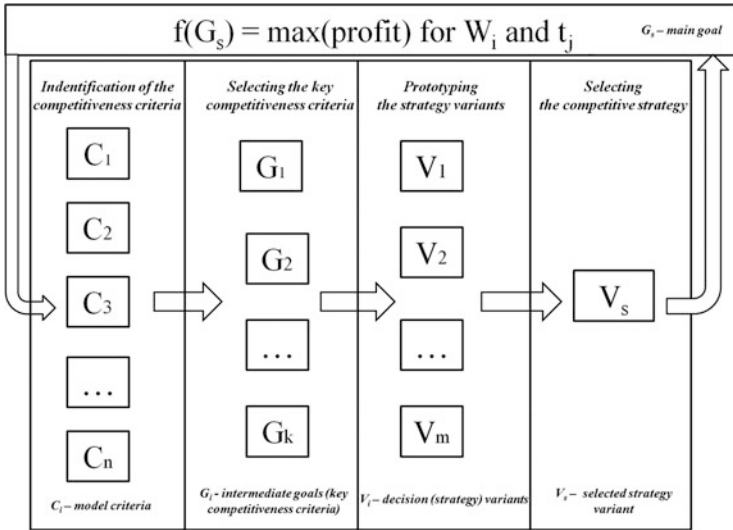 f(Gs) = max(profit) for Wi and tj
Gs – main goal
Indentification of the
competitiveness criteria
C1
C2
C3
...
Cn
Ci – model criteria
Selecting the key
competitiveness criteria
G1
G2
...
Gk
Gi - intermediate goals (key
competitiveness criteria)
Prototyping
the strategy variants
V1
V2
...
Vm
Vi – decision (strategy) variants
Selecting
the competitive strategy
Vs
Vs – selected strategy
variant